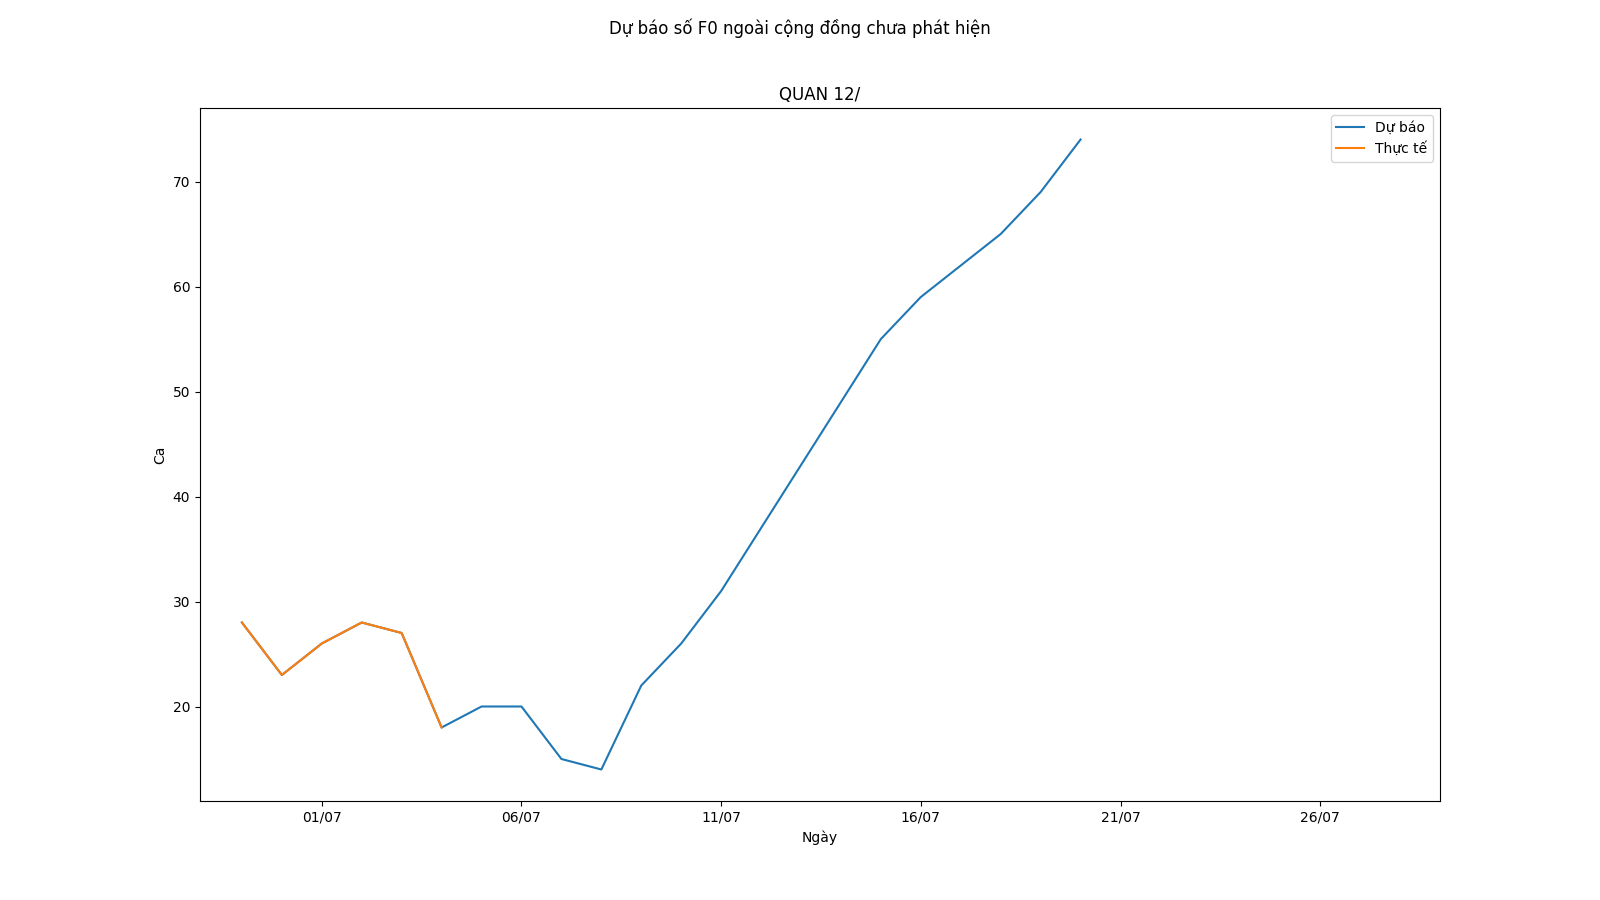 Dự báo số F0 ngoài cộng đồng chưa phát hiện
QUAN 12/
Dự báo
Thực tế
70
60
50
40
30
20
Ca
01/07 06/07 11/07 16/07 21/07 26/07
Ngày